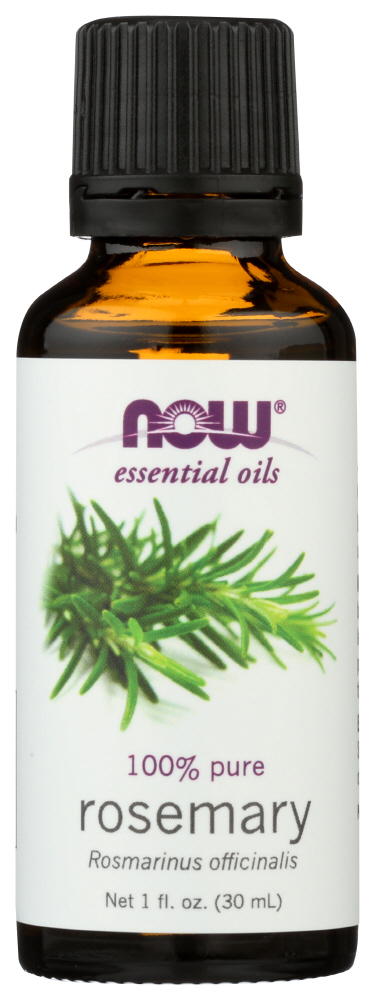 NOW®
essential oils
100% pure
rosemary
Rosmarinus officinalis
Net 1 fl. oz. (30 mL)